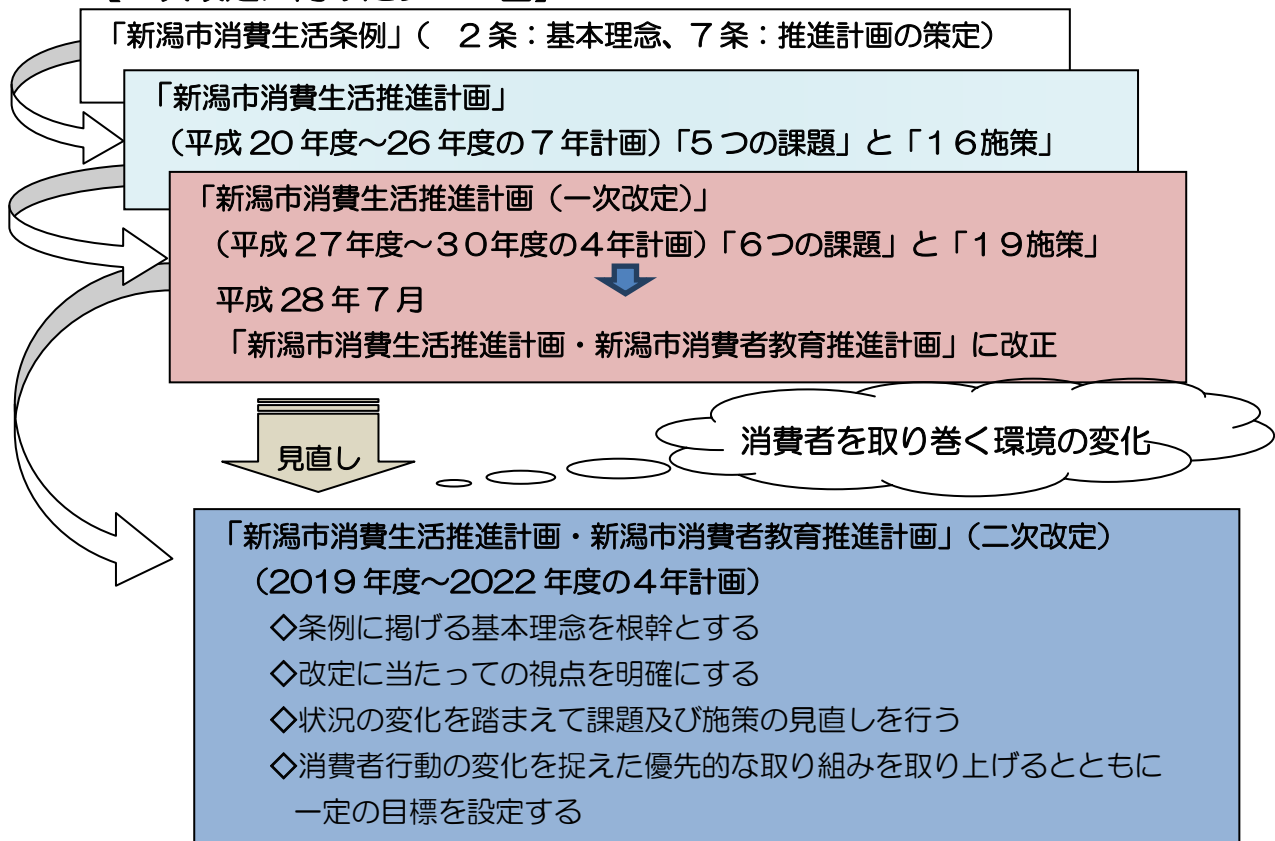 「新潟市消費生活条例」（　２条：基本理念、７条：推進計画の策定）
「新潟市消費生活推進計画」
（平成 20 年度～26 年度の７年計画）「５つの課題」と「１６施策」
「新潟市消費生活推進計画（一次改定）」
（平成２７年度～３０年度の４年計画）「６つの課題」と「１９施策」
平成 28 年７月
「新潟市消費生活推進計画・新潟市消費者教育推進計画」に改正
消費者を取り巻く環境の変化
見直し
「新潟市消費生活推進計画・新潟市消費者教育推進計画」（二次改定）
（2019 年度～2022 年度の４年計画）
◇条例に掲げる基本理念を根幹とする
◇改定に当たっての視点を明確にする
◇状況の変化を踏まえて課題及び施策の見直しを行う
◇消費者行動の変化を捉えた優先的な取り組みを取り上げるとともに
一定の目標を設定する